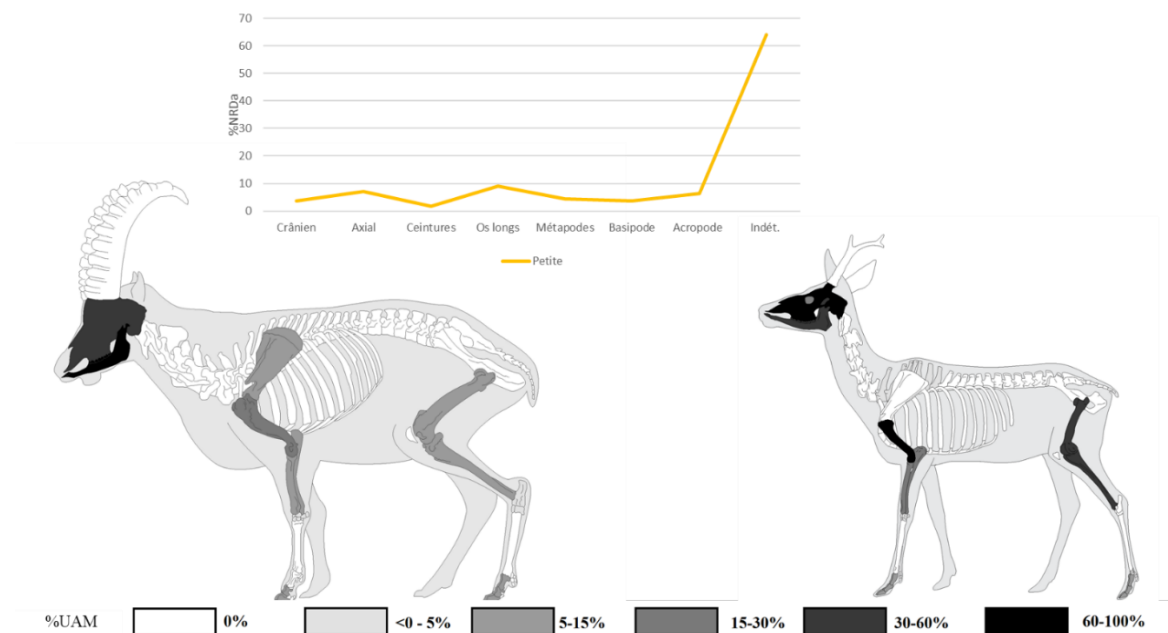 70
60
50
40
30
20
10
0
%NRDa
Crânien Axial Ceintures Os longs Métapodes Basipode Acropode Indét.
Petite
%UAM 0% <0 - 5% 5-15% 15-30% 30-60% 60-100%